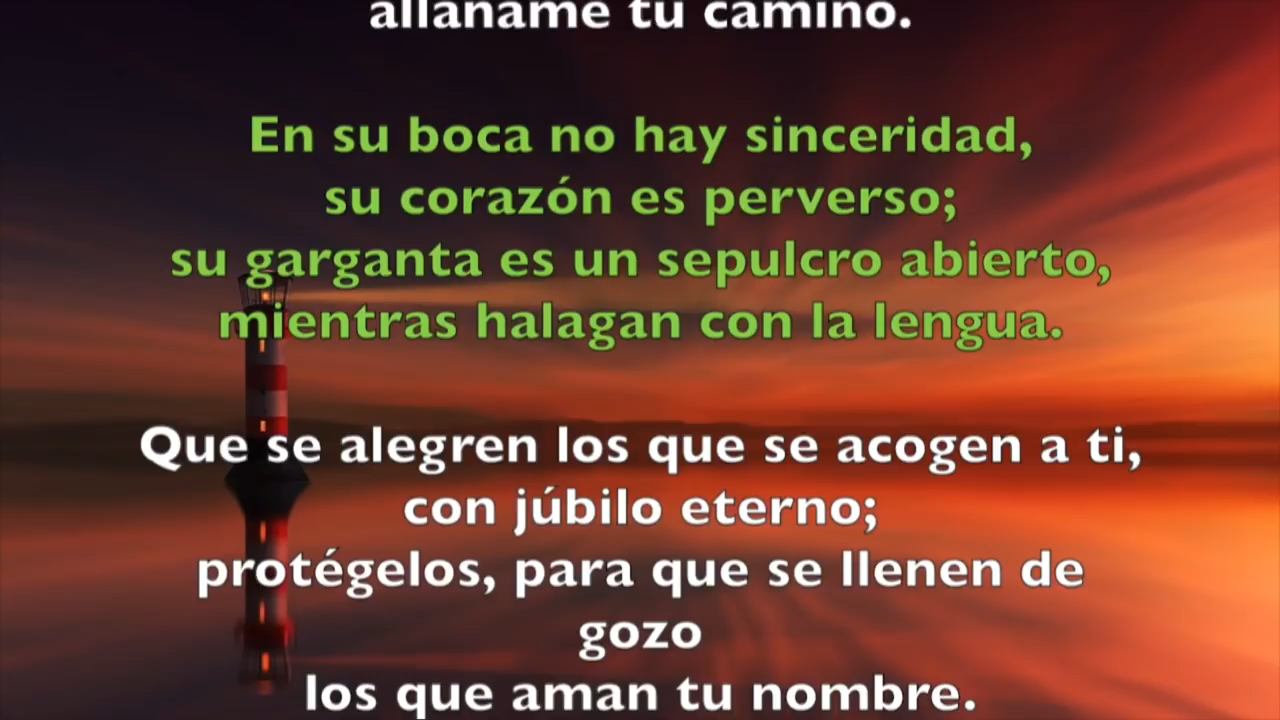 alláname tu camino.
En su boca no hay sinceridad,
su corazón es perverso;
su garganta es un sepulcro abierto,
mientras halagan con la lengua.
Que se alegren los que se acogen a ti,
con júbilo eterno;
protégelos, para que se llenen de
gozo
los que aman tu nombre.